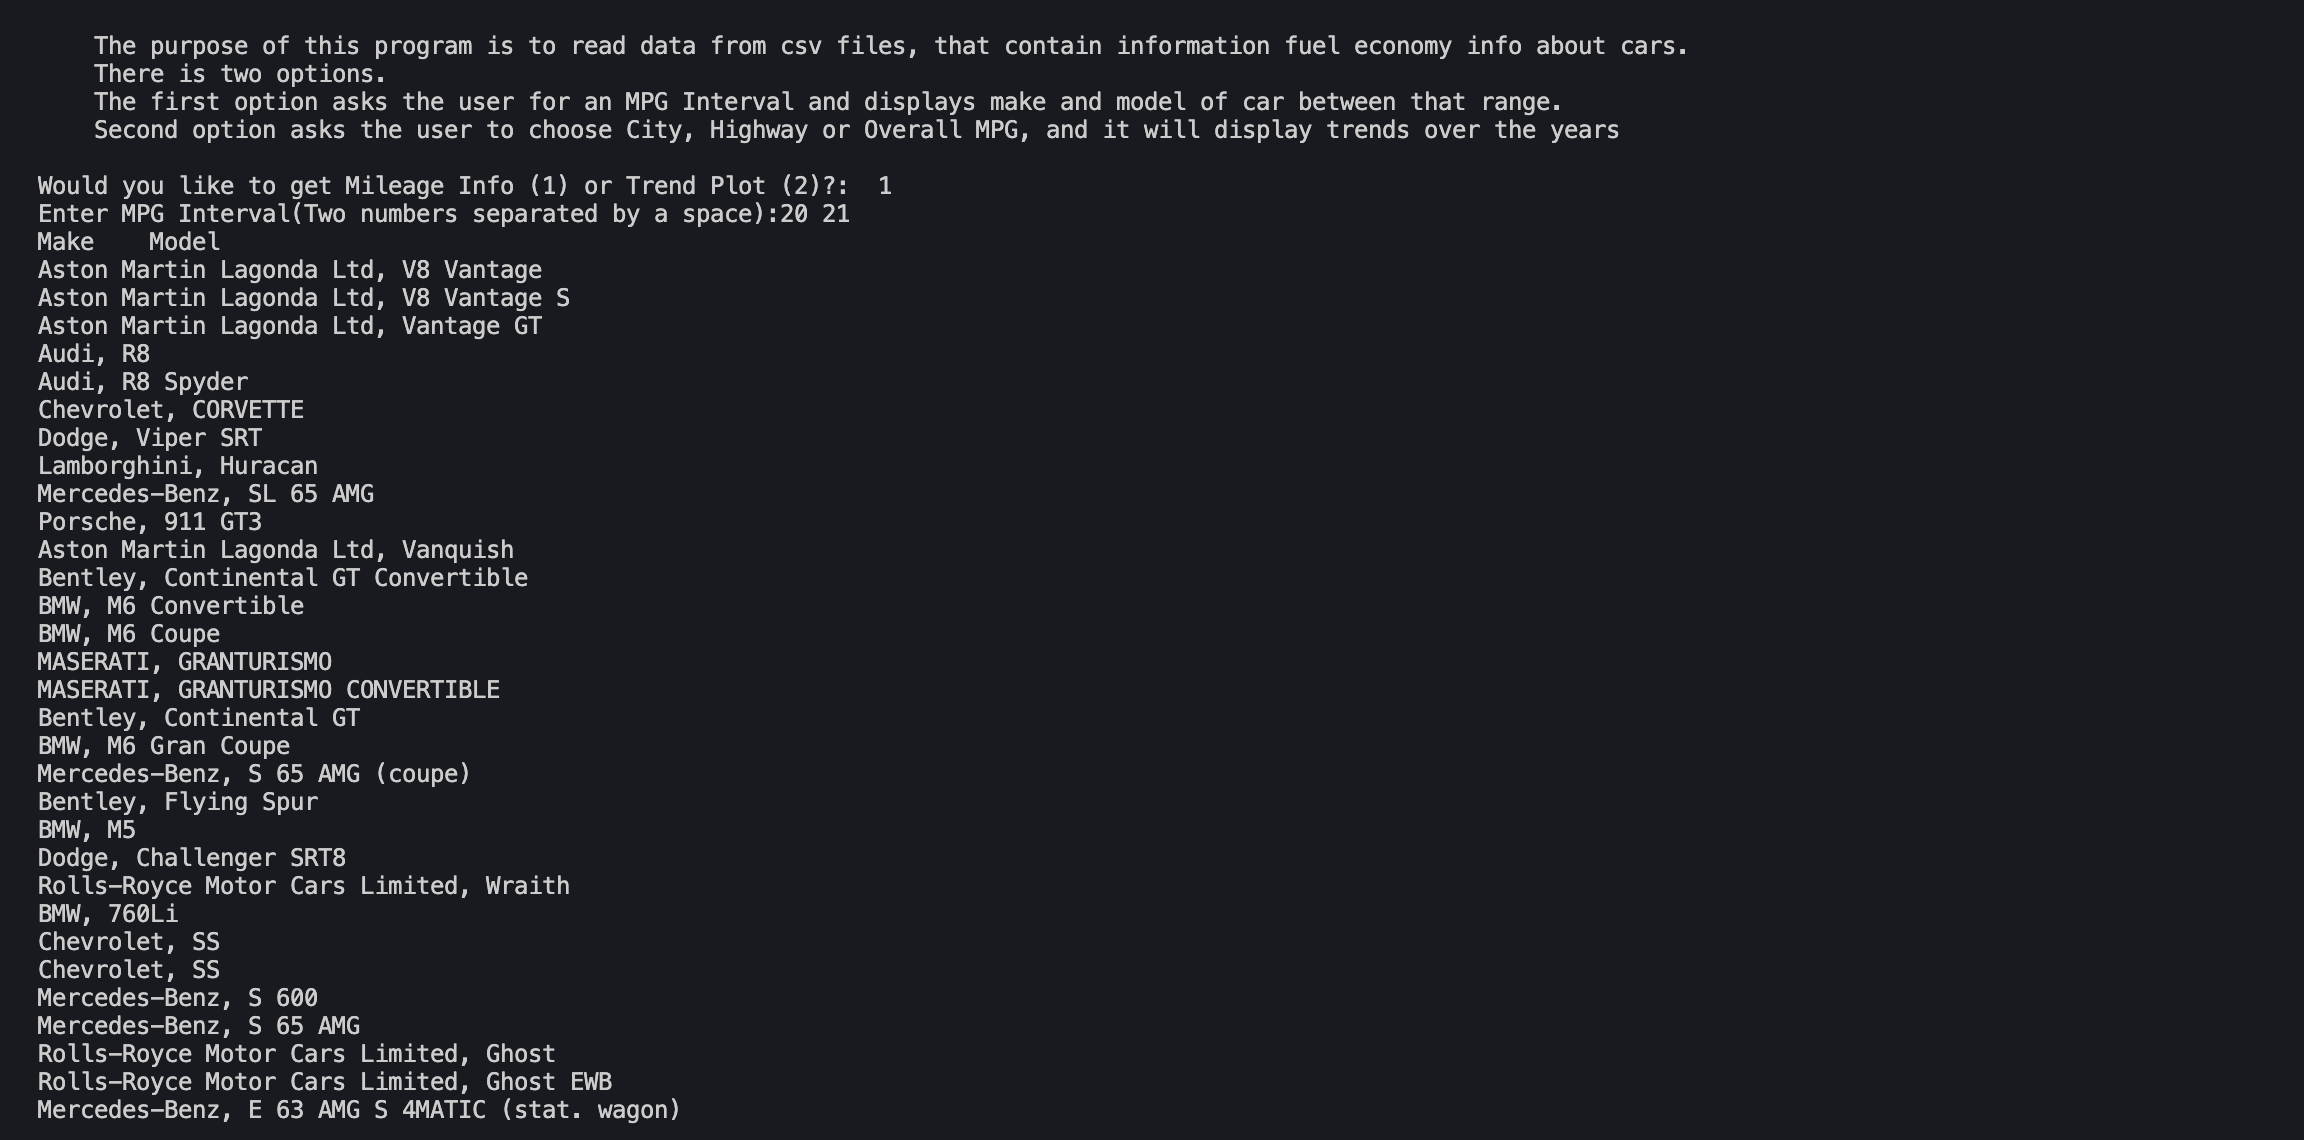 The purpose of this program is to read data from csv files, that contain information fuel economy info about cars.
There is two options.
The first option asks the user for an MPG Interval and displays make and model of car between that range.
Second option asks the user to choose City, Highway or Overall MPG, and it will display trends over the years
Would you like to get Mileage Info (1) or Trend Plot (2)?:  1
Enter MPG Interval(Two numbers separated by a space):20 21
Make    Model
Aston Martin Lagonda Ltd, V8 Vantage
Aston Martin Lagonda Ltd, V8 Vantage S
Aston Martin Lagonda Ltd, Vantage GT
Audi, R8
Audi, R8 Spyder
Chevrolet, CORVETTE
Dodge, Viper SRT
Lamborghini, Huracan
Mercedes-Benz, SL 65 AMG
Porsche, 911 GT3
Aston Martin Lagonda Ltd, Vanquish
Bentley, Continental GT Convertible
BMW, M6 Convertible
BMW, M6 Coupe
MASERATI, GRANTURISMO
MASERATI, GRANTURISMO CONVERTIBLE
Bentley, Continental GT
BMW, M6 Gran Coupe
Mercedes-Benz, S 65 AMG (coupe)
Bentley, Flying Spur
BMW, M5
Dodge, Challenger SRT8
Rolls-Royce Motor Cars Limited, Wraith
BMW, 760Li
Chevrolet, SS
Chevrolet, SS
Mercedes-Benz, S 600
Mercedes-Benz, S 65 AMG
Rolls-Royce Motor Cars Limited, Ghost
Rolls-Royce Motor Cars Limited, Ghost EWB
Mercedes-Benz, E 63 AMG S 4MATIC (stat. wagon)